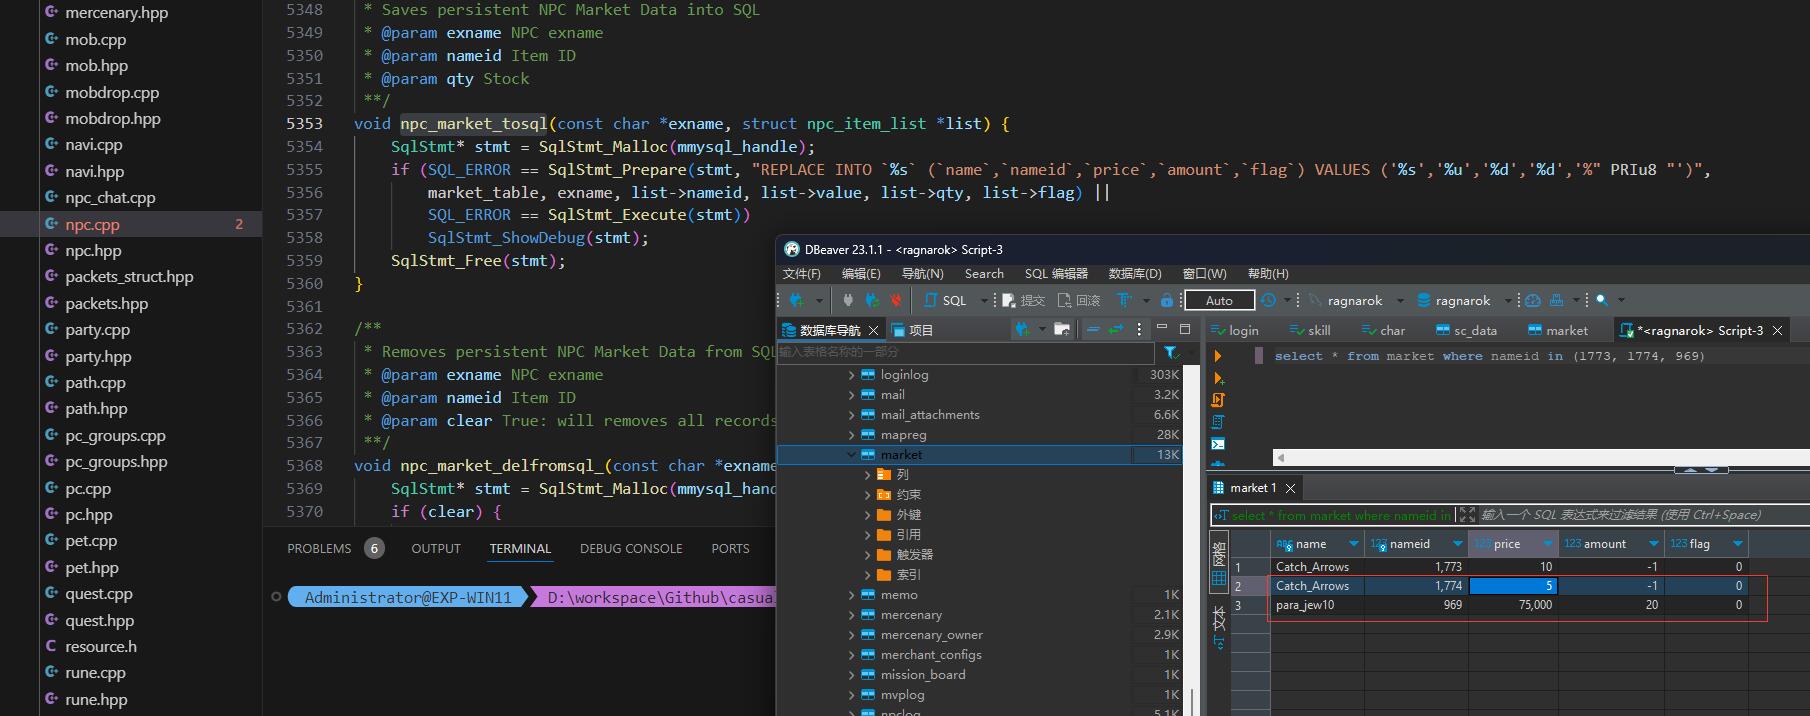 mercenary.hpp
mob.cpp
mob.hpp
mobdrop.cpp
mobdrop.hpp
navi.cpp
navi.hpp
npc_chat.cpp
npc.cpp 2
npc.hpp
packets_struct.hpp
packets.hpp
party.cpp
party.hpp
path.cpp
path.hpp
pc_groups.cpp
pc_groups.hpp
pc.cpp
pc.hpp
pet.cpp
pet.hpp
quest.cpp
quest.hpp
resource.h
rune.cpp
rune.hpp
5348 * Saves persistent NPC Market Data into SQL
5349 * @param exname NPC exname
5350 * @param nameid Item ID
5351 * @param qty Stock
5352 **/
5353 void npc_market_tosql(const char *exname, struct npc_item_list *list) {
5354 SqlStmt* stmt = SqlStmt_Malloc(mmysql_handle);
5355 if (SQL_ERROR == SqlStmt_Prepare(stmt, "REPLACE INTO `%s` (`name`,`nameid`,`price`,`amount`,`flag`) VALUES ('%s','%u','%d','%d','%" PRIu8 "')",
5356 market_table, exname, list->nameid, list->value, list->qty, list->flag) ||
5357 SQL_ERROR == SqlStmt_Execute(stmt))
5358 SqlStmt_ShowDebug(stmt);
5359 SqlStmt_Free(stmt);
5360 }
5361
5362 /**
5363 * Removes persistent NPC Market Data from SQL
5364 * @param exname NPC exname
5365 * @param nameid Item ID
5366 * @param clear True: will removes all records
5367 **/
5368 void npc_market_delfromsql_(const char *exname
5369 SqlStmt* stmt = SqlStmt_Malloc(mmysql_hand
5370 if (clear) {
PROBLEMS 6 OUTPUT TERMINAL DEBUG CONSOLE PORTS
Administrator@EXP-WIN11 D:\workspace\Github\casua
DBeaver 23.1.1 - <ragnarok> Script-3
文件(F) 编辑(E) 导航(N) Search SQL 编辑器 数据库(D) 窗口(W) 帮助(H)
SQL 提交 回滚 Auto ragnarok ragnarok
数据库导航 项目
输入表格名称的一部分
loginlog 303K
mail 3.2K
mail_attachments 6.6K
mapreg 28K
market 13K
列
约束
外键
引用
触发器
索引
memo 1K
mercenary 2.1K
mercenary_owner 2.9K
merchant_configs 1K
mission_board 1K
mvplog 1K
npclog 5.1K
login skill char sc_data market *<ragnarok> Script-3
select * from market where nameid in (1773, 1774, 969)
market 1
select * from market where nameid in 输入一个 SQL 表达式来过滤结果 (使用 Ctrl+Space)
网格
文本
ABC name 123 nameid 123 price 123 amount 123 flag
1 Catch_Arrows 1,773 10 -1 0
2 Catch_Arrows 1,774 5 -1 0
3 para_jew10 969 75,000 20 0